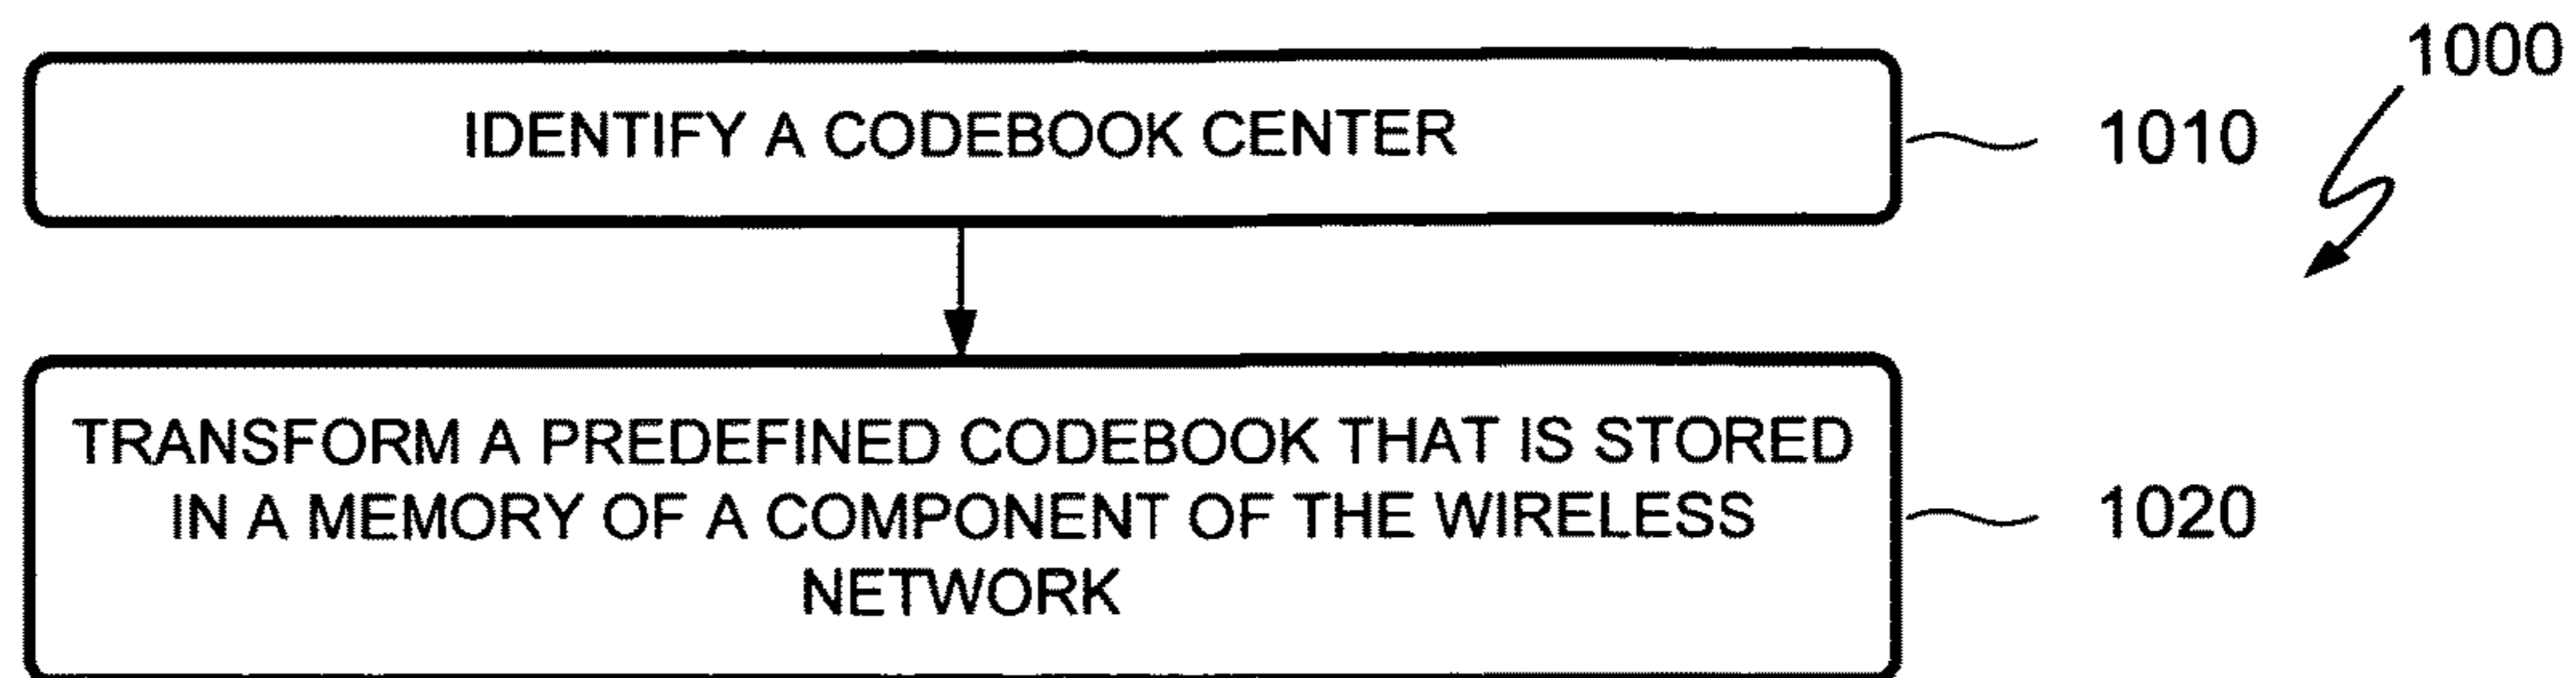 1000
IDENTIFY A CODEBOOK CENTER
1010
TRANSFORM A PREDEFINED CODEBOOK THAT IS STORED
IN A MEMORY OF A COMPONENT OF THE WIRELESS
NETWORK
1020